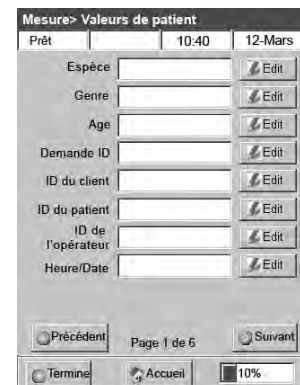 Mesure> Valeurs de patient
Prêt 10:40 12-Mars
Espèce Edit
Genre Edit
Age Edit
Demande ID Edit
ID du client Edit
ID du patient Edit
ID de
l'opérateur Edit
Heure/Date Edit
Précédent Page 1 de 6 Suivant
Termine Accueil 10%